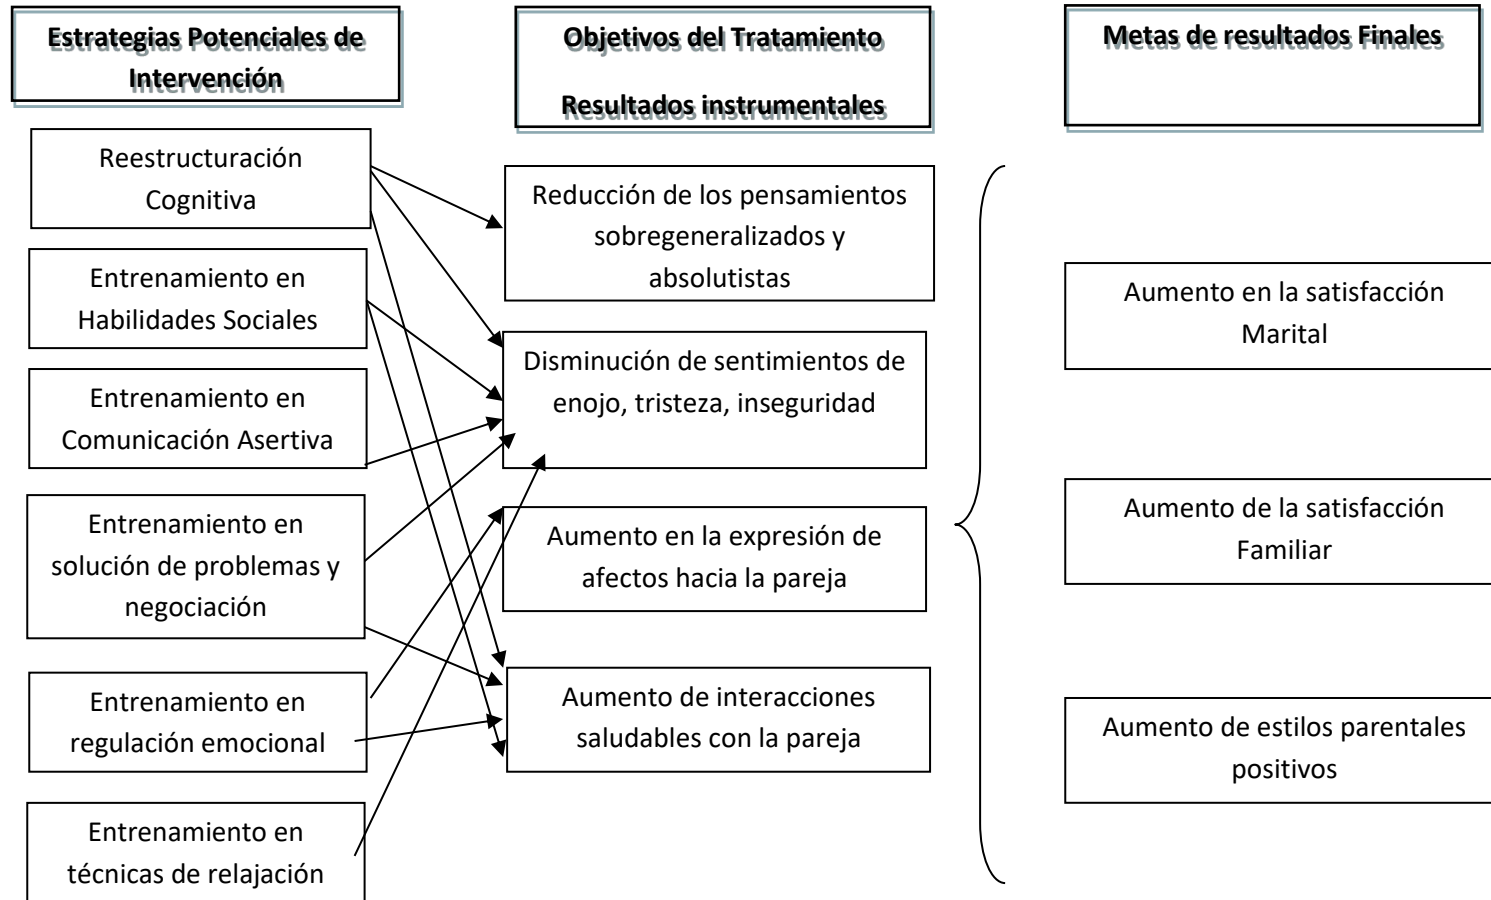 Estrategias Potenciales de
Intervención
Objetivos del Tratamiento
Resultados instrumentales
Metas de resultados Finales
Reestructuración
Cognitiva
Entrenamiento en
Habilidades Sociales
Entrenamiento en
Comunicación Asertiva
Entrenamiento en
solución de problemas y
negociación
Entrenamiento en
regulación emocional
Entrenamiento en
técnicas de relajación
Reducción de los pensamientos
sobregeneralizados y
absolutistas
Disminución de sentimientos de
enojo, tristeza, inseguridad
Aumento en la expresión de
afectos hacia la pareja
Aumento de interacciones
saludables con la pareja
Aumento en la satisfacción
Marital
Aumento de la satisfacción
Familiar
Aumento de estilos parentales
positivos